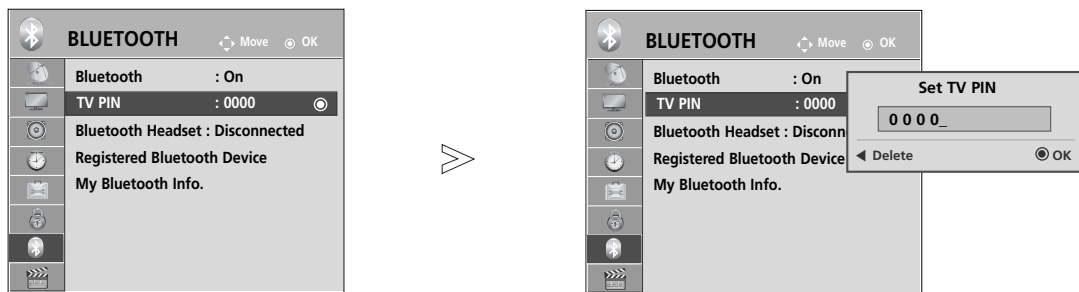 BLUETOOTH Move OK
Bluetooth : On
TV PIN : 0000
Bluetooth Headset : Disconnected
Registered Bluetooth Device
My Bluetooth Info.
BLUETOOTH Move OK
Bluetooth : On
TV PIN : 0000
Bluetooth Headset : Disconn
Registered Bluetooth Device
My Bluetooth Info.
Set TV PIN
0 0 0 0_
Delete OK